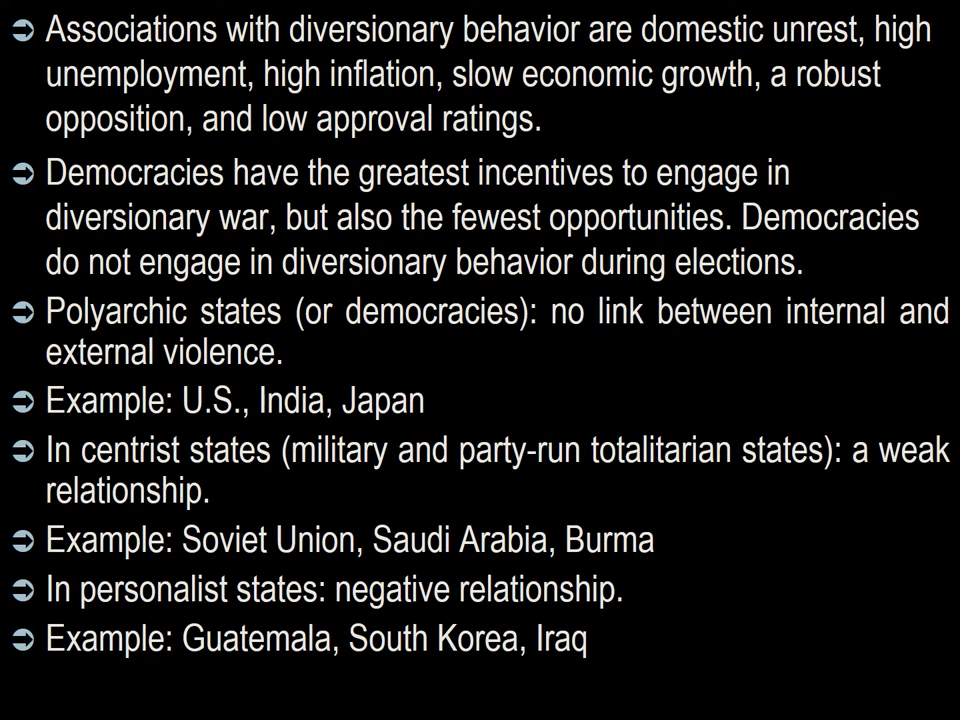 ➲ Associations with diversionary behavior are domestic unrest, high
unemployment, high inflation, slow economic growth, a robust
opposition, and low approval ratings.
➲ Democracies have the greatest incentives to engage in
diversionary war, but also the fewest opportunities. Democracies
do not engage in diversionary behavior during elections.
➲ Polyarchic states (or democracies): no link between internal and
external violence.
➲ Example: U.S., India, Japan
➲ In centrist states (military and party-run totalitarian states): a weak
relationship.
➲ Example: Soviet Union, Saudi Arabia, Burma
➲ In personalist states: negative relationship.
➲ Example: Guatemala, South Korea, Iraq